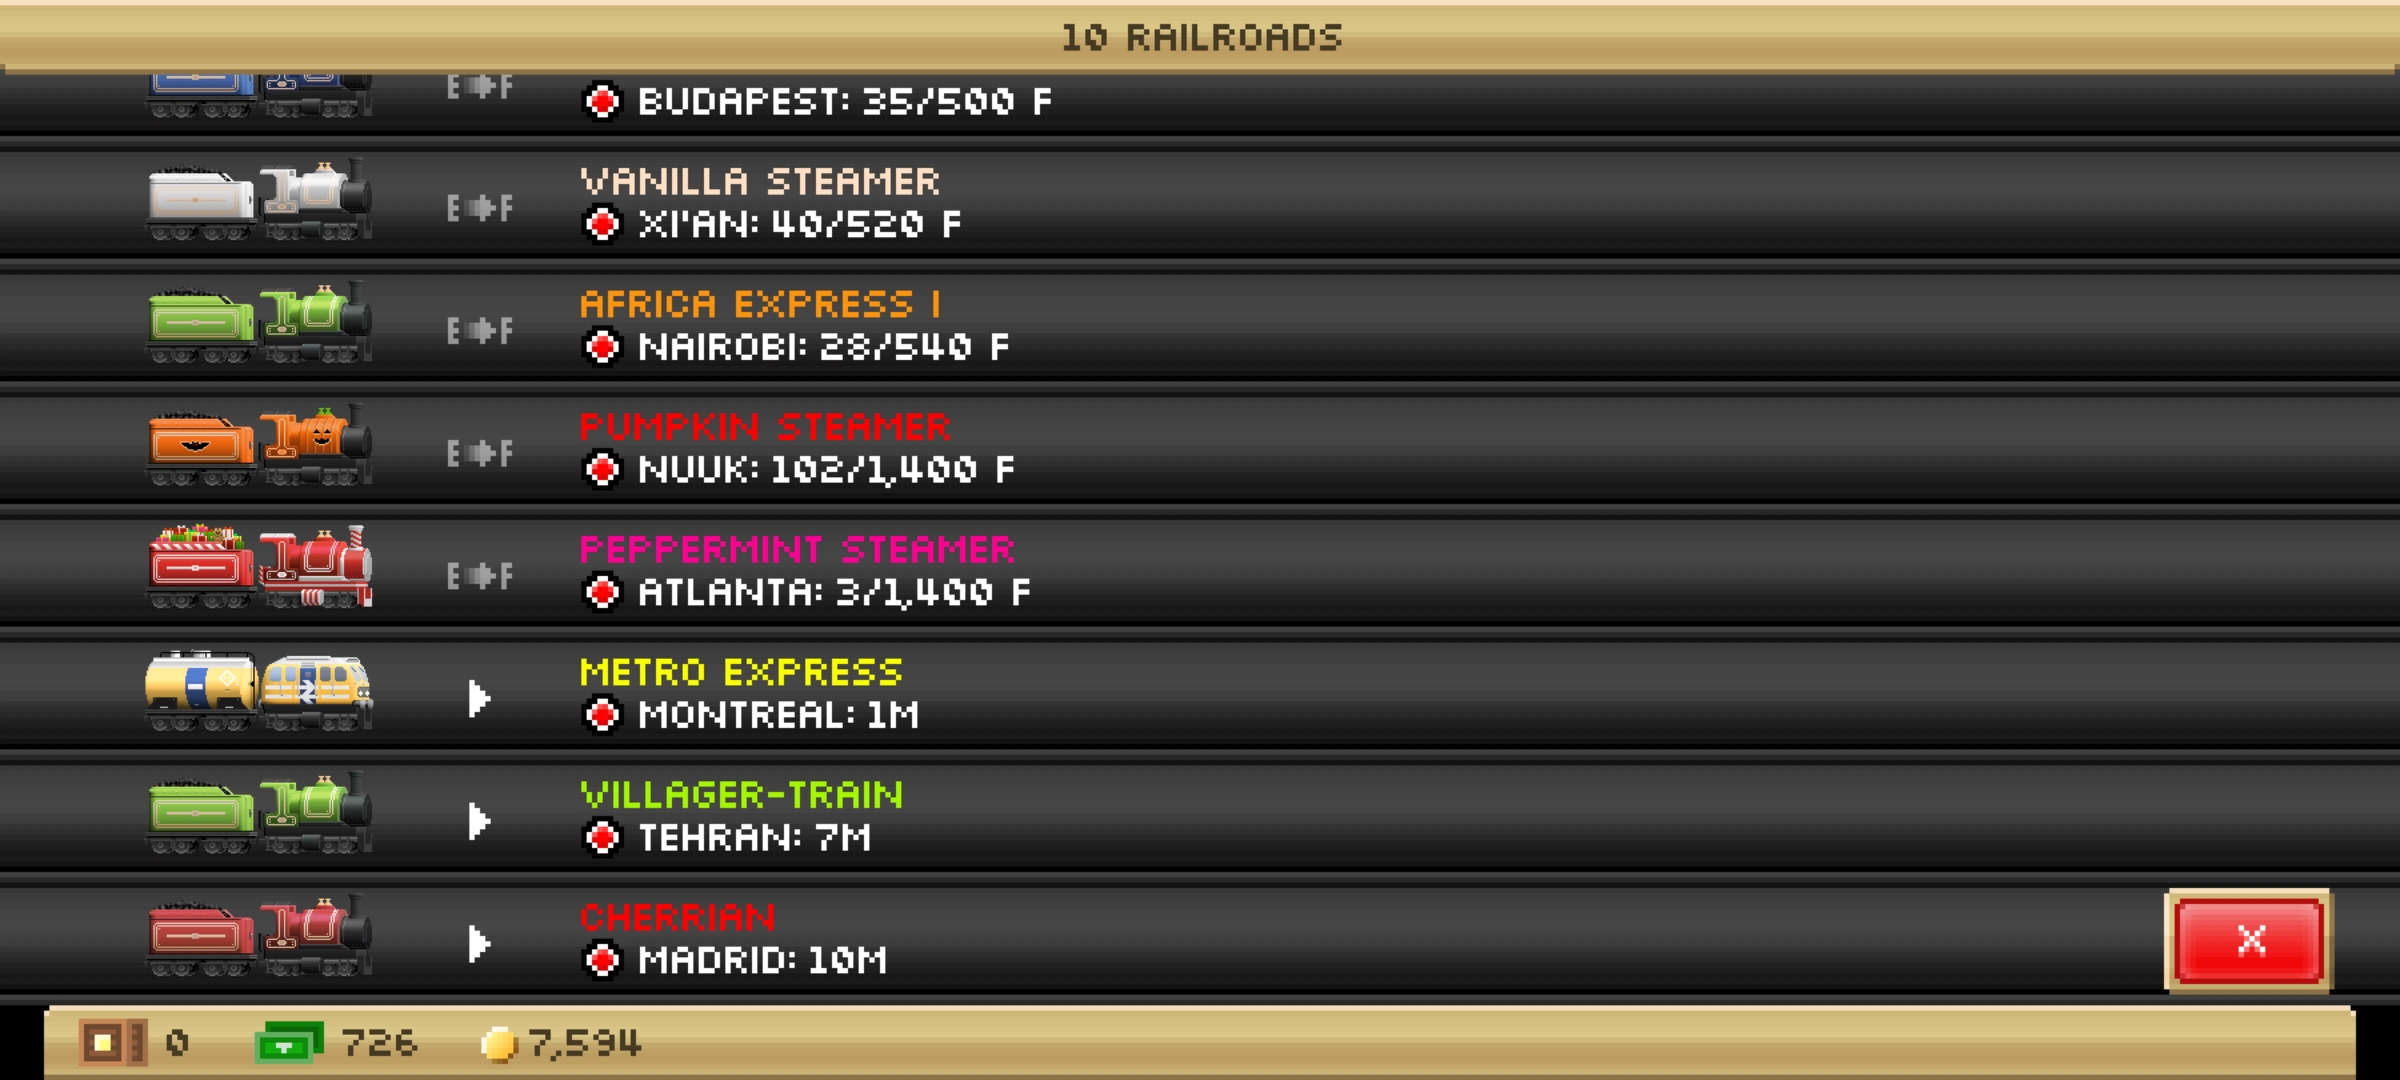 10 RAILROADS
E F
BUDAPEST: 35/500 F
VANILLA STEAMER
E F
XI'AN: 40/520 F
AFRICA EXPRESS I
E F
NAIROBI: 28/540 F
PUMPKIN STEAMER
E F
NUUK: 102/1,400 F
PEPPERMINT STEAMER
E F
ATLANTA: 3/1,400 F
METRO EXPRESS
MONTREAL: 1M
VILLAGER-TRAIN
TEHRAN: 7M
CHERRIAN
MADRID: 10M
X
0 726 7,594